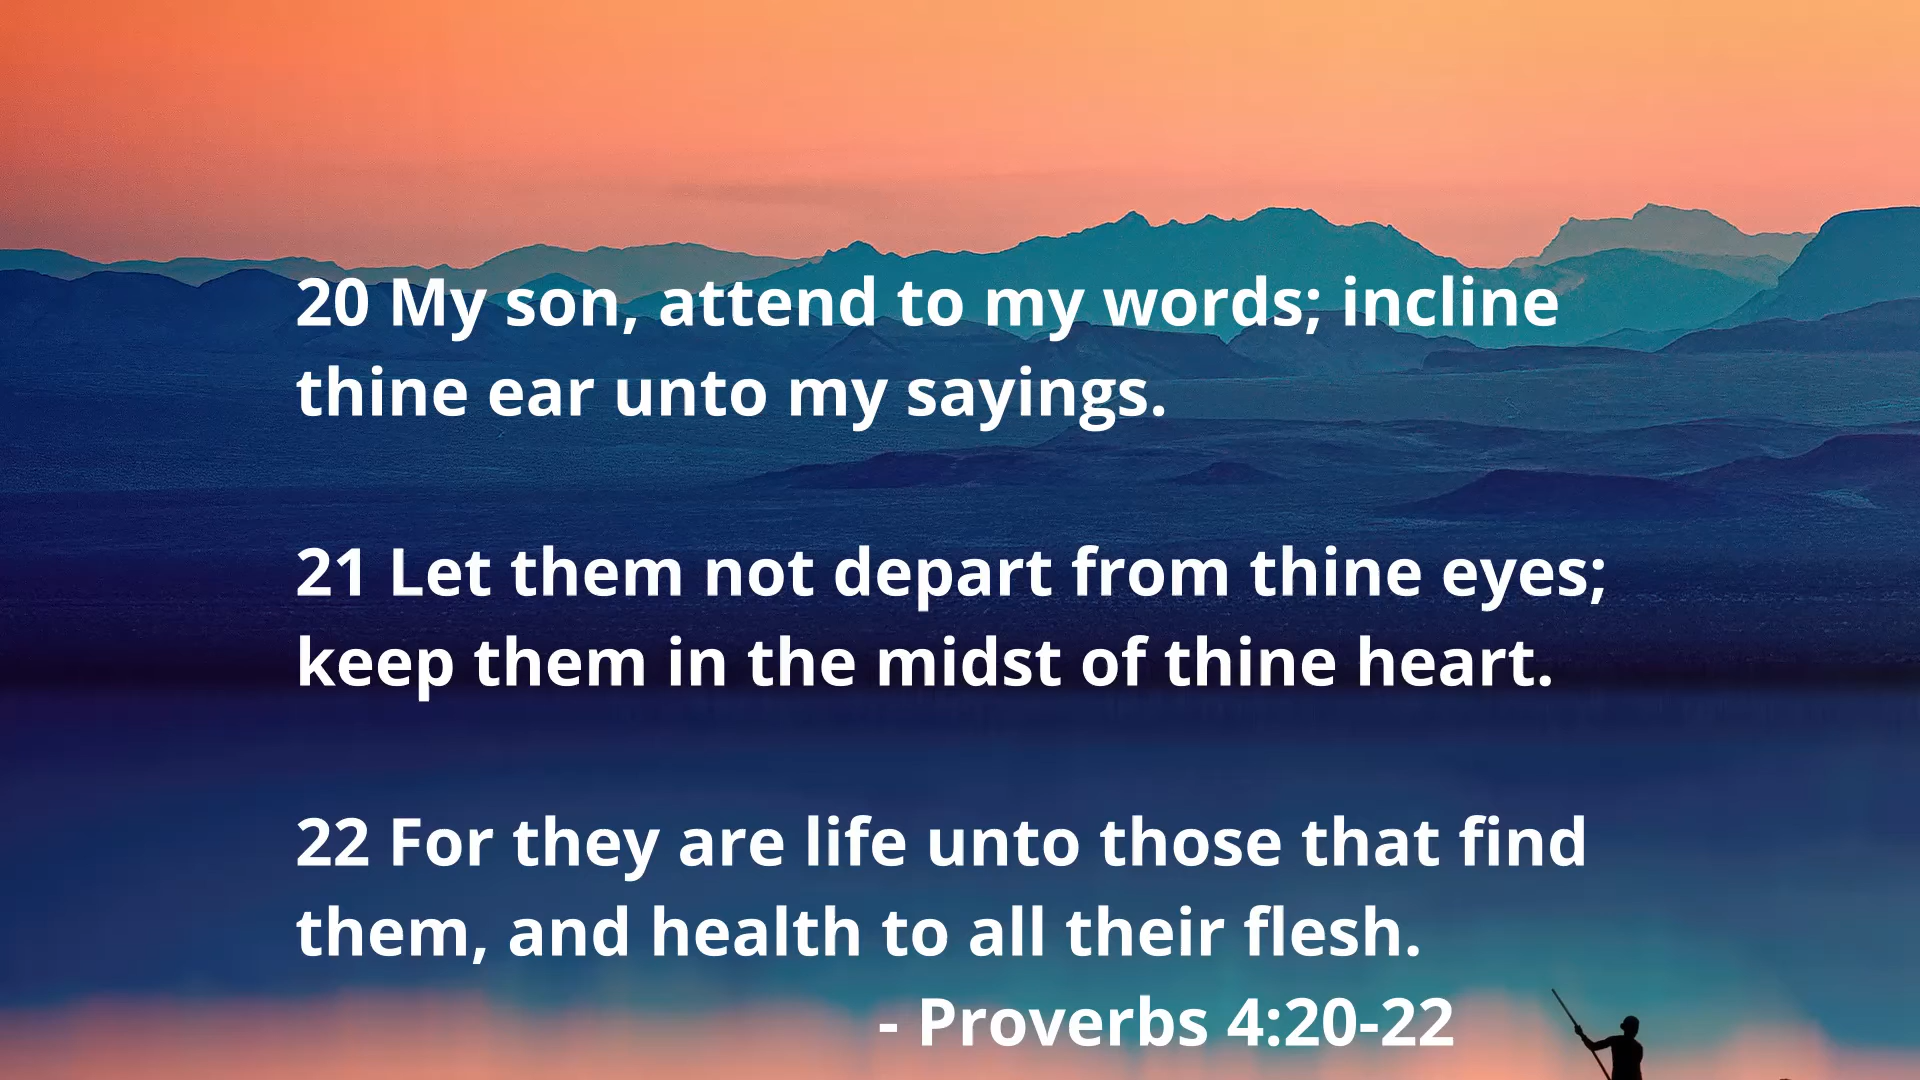 20 My son, attend to my words; incline
thine ear unto my sayings.
21 Let them not depart from thine eyes;
keep them in the midst of thine heart.
22 For they are life unto those that find
them, and health to all their flesh.
- Proverbs 4:20-22